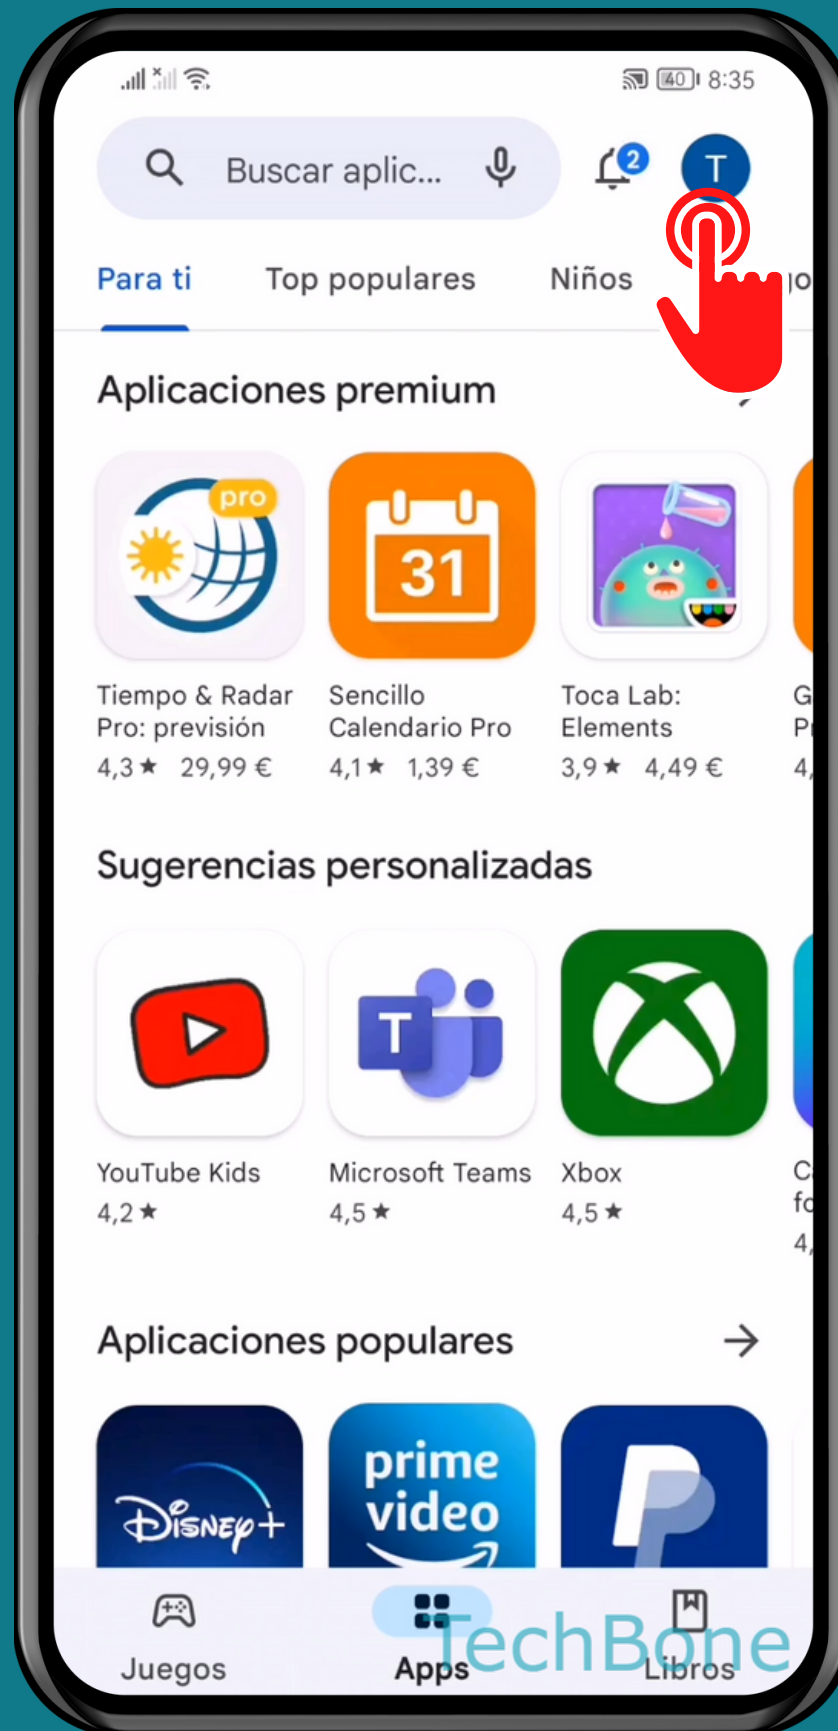 40 8:35
Buscar aplic... 2 T
Para ti Top populares Niños
Aplicaciones premium
pro
31
Tiempo & Radar
Pro: previsión
4,3 ★ 29,99 €
Sencillo
Calendario Pro
4,1 ★ 1,39 €
Toca Lab:
Elements
3,9 ★ 4,49 €
Sugerencias personalizadas
T
YouTube Kids
4,2 ★
Microsoft Teams
4,5 ★
Xbox
4,5 ★
Aplicaciones populares
Disney+
prime
video
Juegos Apps Libros
TechBone